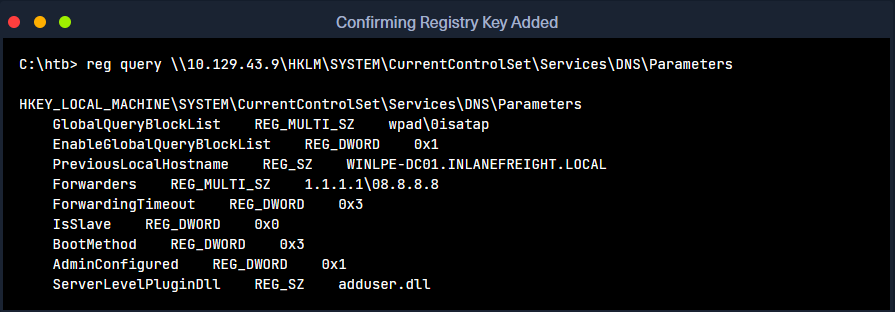 Confirming Registry Key Added
C:\htb> reg query \\10.129.43.9\HKLM\SYSTEM\CurrentControlSet\Services\DNS\Parameters
HKEY_LOCAL_MACHINE\SYSTEM\CurrentControlSet\Services\DNS\Parameters
GlobalQueryBlockList    REG_MULTI_SZ    wpad\0isatap
EnableGlobalQueryBlockList    REG_DWORD    0x1
PreviousLocalHostname    REG_SZ    WINLPE-DC01.INLANEFREIGHT.LOCAL
Forwarders    REG_MULTI_SZ    1.1.1.1\08.8.8.8
ForwardingTimeout    REG_DWORD    0x3
IsSlave    REG_DWORD    0x0
BootMethod    REG_DWORD    0x3
AdminConfigured    REG_DWORD    0x1
ServerLevelPluginDll    REG_SZ    adduser.dll